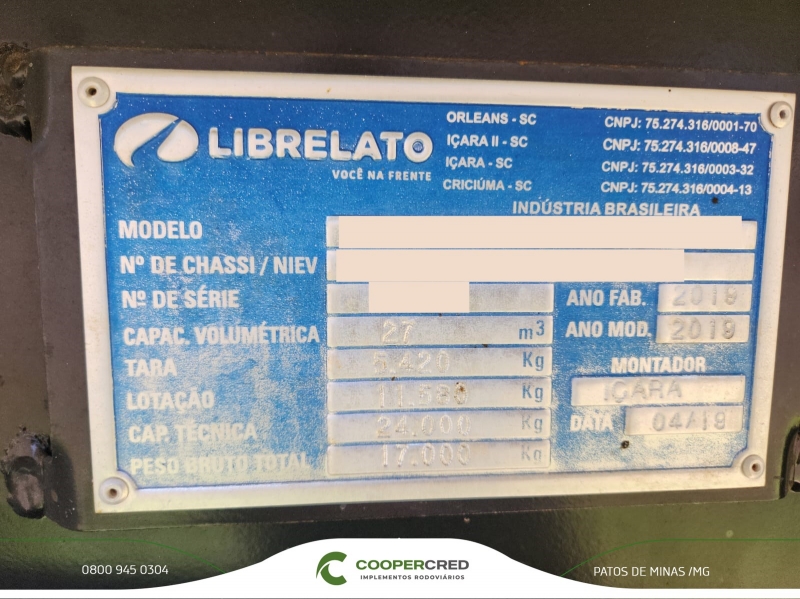 LIBRELATO
VOCÊ NA FRENTE
ORLEANS - SC CNPJ: 75.274.316/0001-70
IÇARA II - SC CNPJ: 75.274.316/0008-47
IÇARA - SC CNPJ: 75.274.316/0003-32
CRICIÚMA - SC CNPJ: 75.274.316/0004-13
INDÚSTRIA BRASILEIRA
MODELO
Nº DE CHASSI / NIEV
Nº DE SÉRIE
ANO FAB. 2019
CAPAC. VOLUMÉTRICA 27 m3
ANO MOD. 2019
TARA 5.420 Kg
MONTADOR
LOTAÇÃO 11.580 Kg
IÇARA
CAP. TÉCNICA 24.000 Kg
DATA 04/19
PESO BRUTO TOTAL 17.000 Kg
0800 945 0304
COOPERCRED
IMPLEMENTOS RODOVIÁRIOS
PATOS DE MINAS /MG